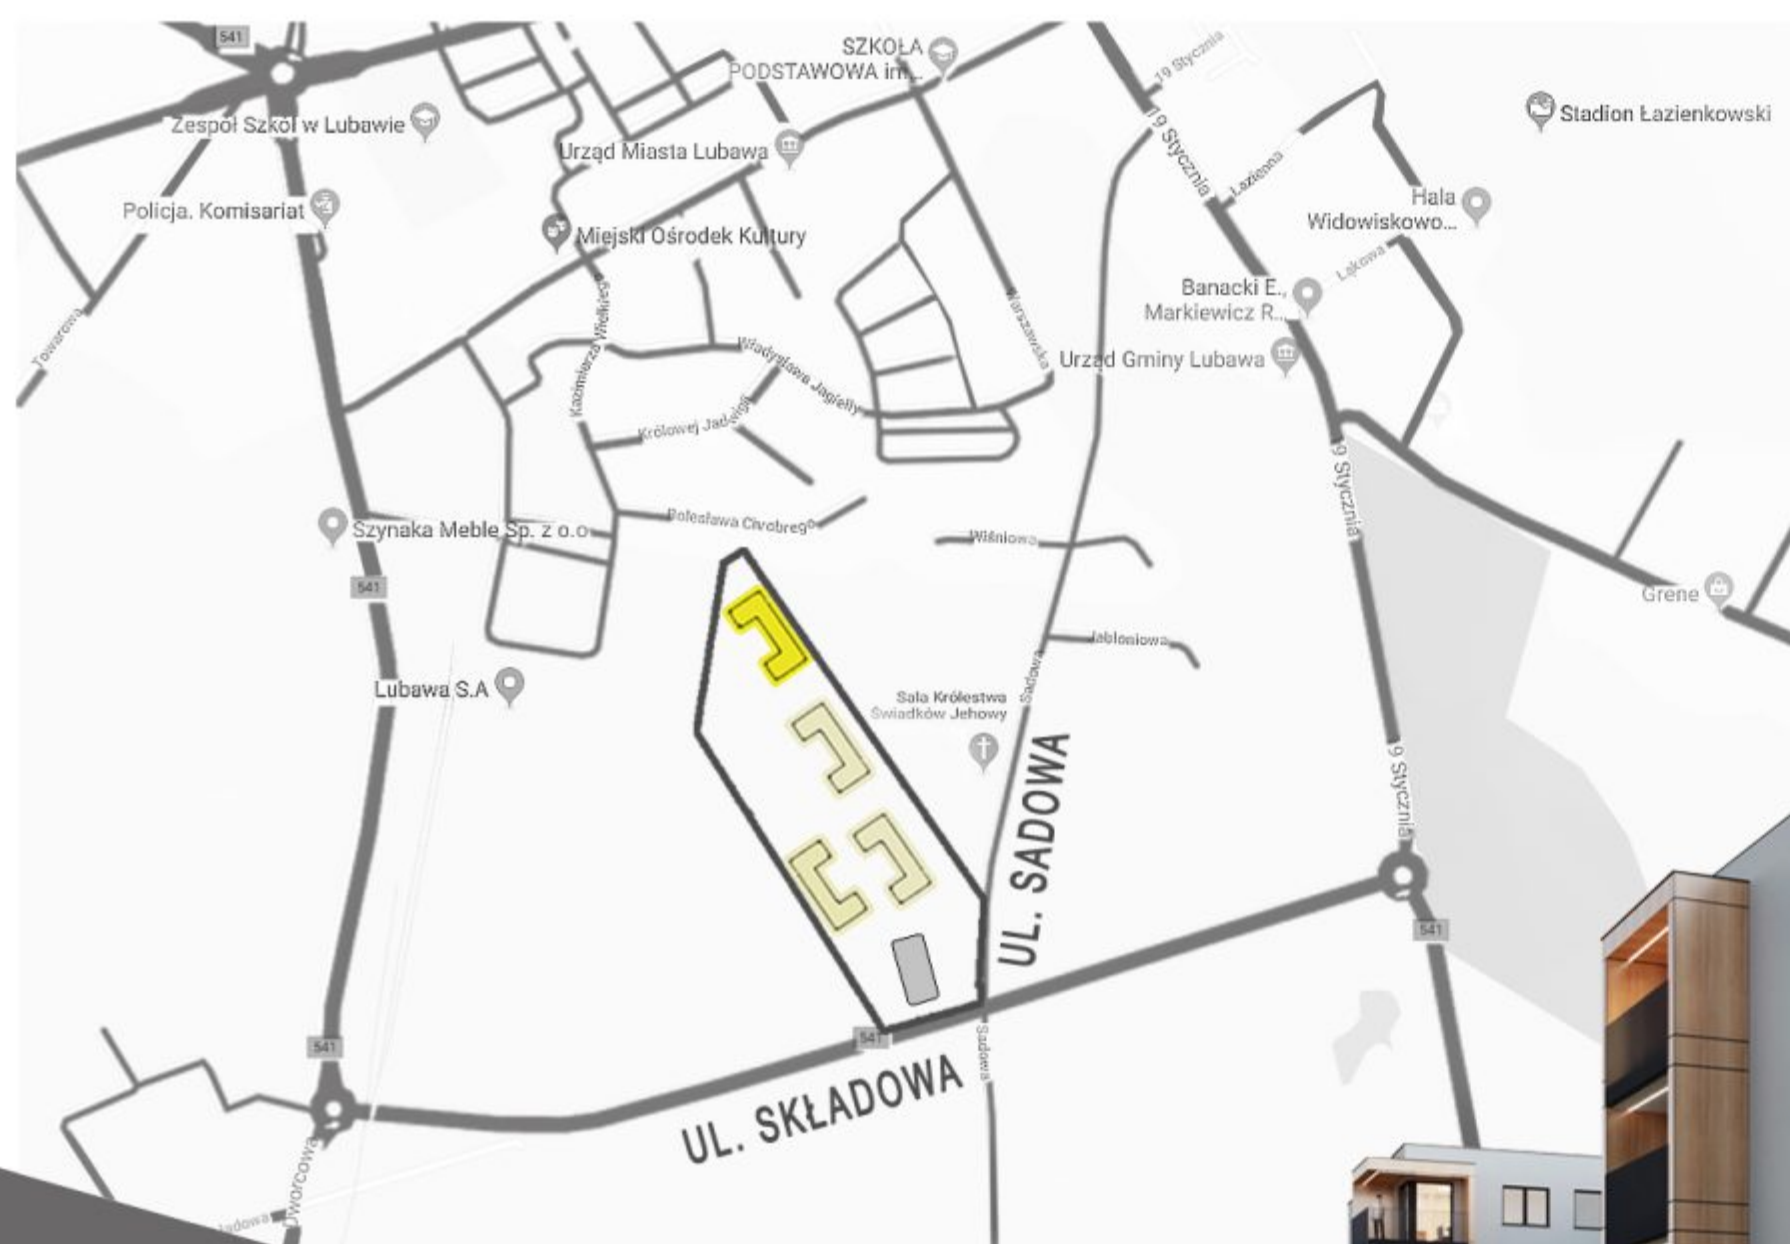 541
SZKOŁA
PODSTAWOWA im...
19 Stycznia
Zespół Szkół w Lubawie
19 Stycznia
Stadion Łazienkowski
Urząd Miasta Lubawa
Łazienna
Policja. Komisariat
Hala
Widowiskowo...
Miejski Ośrodek Kultury
Łąkowa
Banacki E.,
Markiewicz R...
Kazimierza Wielkiego
Warszawska
Towarowa
Władysława Jagiełły
Urząd Gminy Lubawa
Królowej Jadwigi
19 Stycznia
Szynaka Meble Sp. z o.o
Bolesława Chrobrego
Wiśniowa
541
Grene
Jabłoniowa
Lubawa S.A
Sadowa
Sala Królestwa
Świadków Jehowy
19 Stycznia
UL. SADOWA
541
541
541
Sadowa
UL. SKŁADOWA
Dworcowa
ładowa